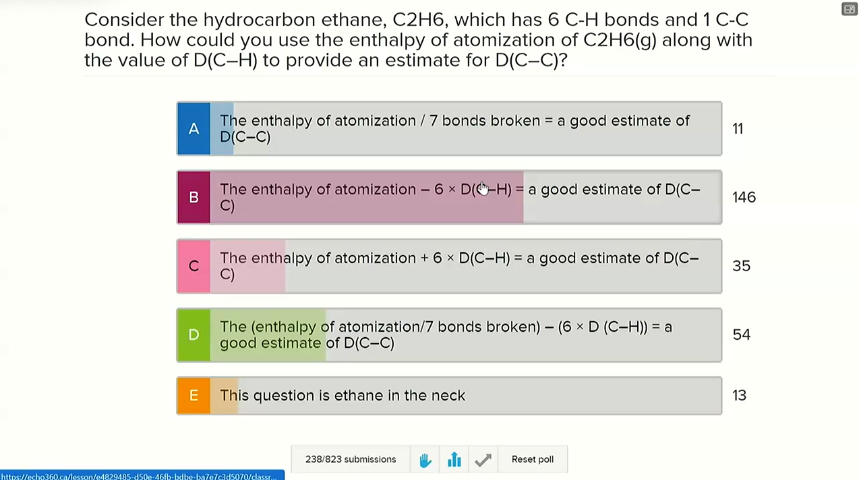 Consider the hydrocarbon ethane, C2H6, which has 6 C-H bonds and 1 C-C
bond. How could you use the enthalpy of atomization of C2H6(g) along with
the value of D(C–H) to provide an estimate for D(C–C)?
A
The enthalpy of atomization / 7 bonds broken = a good estimate of
D(C–C)
11
B
The enthalpy of atomization – 6 × D(C–H) = a good estimate of D(C–
C)
146
C
The enthalpy of atomization + 6 × D(C–H) = a good estimate of D(C–
C)
35
D
The (enthalpy of atomization/7 bonds broken) – (6 × D (C–H)) = a
good estimate of D(C–C)
54
E
This question is ethane in the neck
13
238/823 submissions
Reset poll
https://echo360.ca/lesson/e4829485-d50e-46fb-bdbe-ba7e7c3d5070/classr...